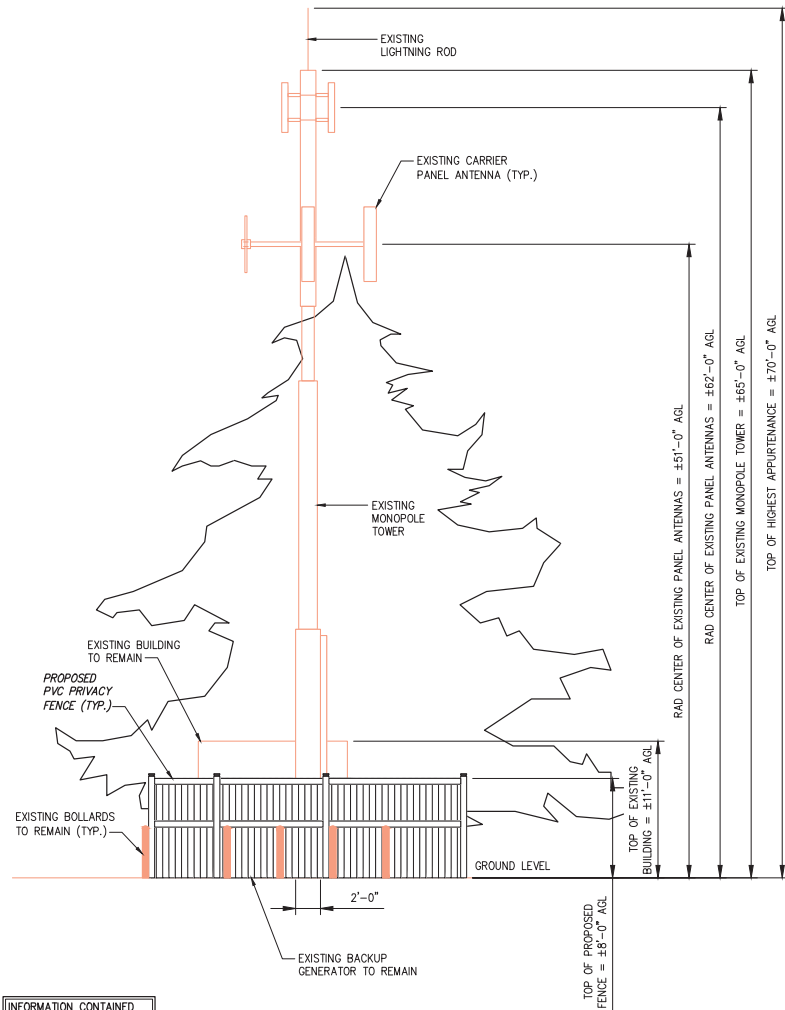 EXISTING
LIGHTNING ROD
EXISTING CARRIER
PANEL ANTENNA (TYP.)
EXISTING
MONOPOLE
TOWER
EXISTING BUILDING
TO REMAIN
PROPOSED
PVC PRIVACY
FENCE (TYP.)
EXISTING BOLLARDS
TO REMAIN (TYP.)
GROUND LEVEL
2'-0"
EXISTING BACKUP
GENERATOR TO REMAIN
TOP OF PROPOSED
FENCE = ±8'-0" AGL
TOP OF EXISTING
BUILDING = ±11'-0" AGL
RAD CENTER OF EXISTING PANEL ANTENNAS = ±51'-0" AGL
RAD CENTER OF EXISTING PANEL ANTENNAS = ±62'-0" AGL
TOP OF EXISTING MONOPOLE TOWER = ±65'-0" AGL
TOP OF HIGHEST APPURTENANCE = ±70'-0" AGL
INFORMATION CONTAINED